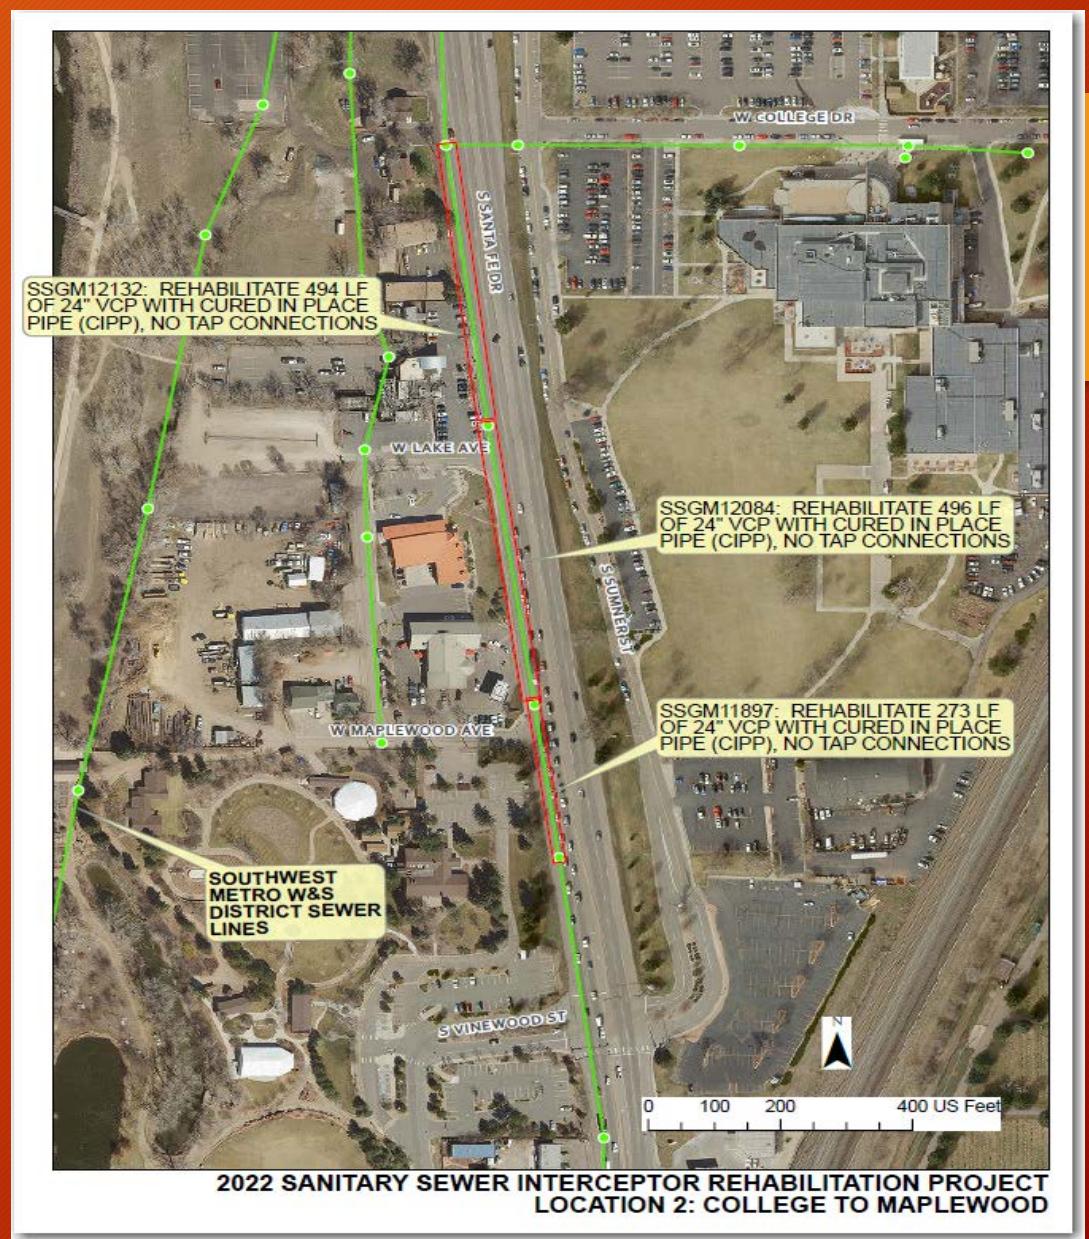 W COLLEGE DR
S SANTA FE DR
SSGM12132: REHABILITATE 494 LF
OF 24" VCP WITH CURED IN PLACE
PIPE (CIPP), NO TAP CONNECTIONS
W LAKE AVE
SSGM12084: REHABILITATE 496 LF
OF 24" VCP WITH CURED IN PLACE
PIPE (CIPP), NO TAP CONNECTIONS
S SUMNER ST
SSGM11897: REHABILITATE 273 LF
OF 24" VCP WITH CURED IN PLACE
PIPE (CIPP), NO TAP CONNECTIONS
W MAPLEWOOD AVE
SOUTHWEST
METRO W&S
DISTRICT SEWER
LINES
S VINEWOOD ST
N
0 100 200 400 US Feet
2022 SANITARY SEWER INTERCEPTOR REHABILITATION PROJECT
LOCATION 2: COLLEGE TO MAPLEWOOD